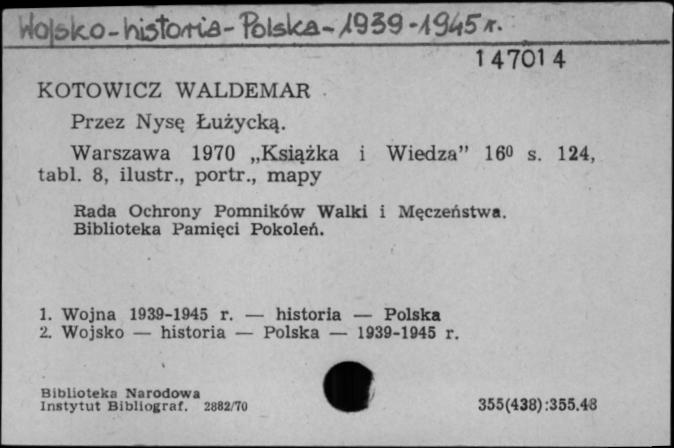 Wojsko-historia-Polska-1939-1945 r.
147014
KOTOWICZ WALDEMAR
Przez Nysę Łużycką.
Warszawa 1970 „Książka i Wiedza” 16⁰ s. 124,
tabl. 8, ilustr., portr., mapy
Rada Ochrony Pomników Walki i Męczeństwa.
Biblioteka Pamięci Pokoleń.
1. Wojna 1939-1945 r. — historia — Polska
2. Wojsko — historia — Polska — 1939-1945 r.
Biblioteka Narodowa
Instytut Bibliograf. 2882/70
355(438):355.48